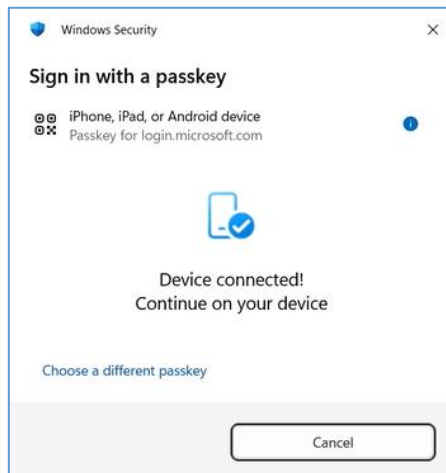 Windows Security
Sign in with a passkey
iPhone, iPad, or Android device
Passkey for login.microsoft.com
Device connected!
Continue on your device
Choose a different passkey
Cancel